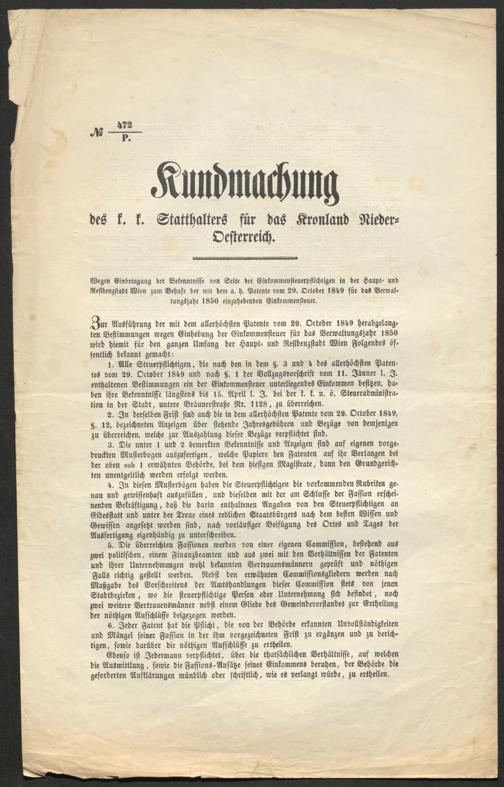 № 472
P.
Kundmachung
des k. k. Statthalters für das Kronland Nieder-
Oesterreich.
Wegen Einbringung der Bekenntnisse von Seite der Einkommensteuerpflichtigen in der Haupt- und
Residenzstadt Wien zum Behufe der mit dem a. h. Patente vom 29. October 1849 für das Verwal-
tungsjahr 1850 einzuhebenden Einkommensteuer.
Zur Ausführung der mit dem allerhöchsten Patente vom 29. October 1849 herabgelang-
ten Bestimmungen wegen Einhebung der Einkommensteuer für das Verwaltungsjahr 1850
wird hiemit für den ganzen Umfang der Haupt- und Residenzstadt Wien Folgendes öf-
fentlich bekannt gemacht:
1. Alle Steuerpflichtigen, die nach den in dem §. 3 und 4 des allerhöchsten Paten-
tes vom 29. October 1849 und nach §. 1 der Vollzugsvorschrift vom 11. Jänner l. J.
enthaltenen Bestimmungen ein der Einkommensteuer unterliegendes Einkommen besitzen, ha-
ben ihre Bekenntnisse längstens bis 15. April l. J. bei der k. k. n. ö. Steueradministra-
tion in der Stadt, untere Bräunerstraße Nr. 1128, zu überreichen.
2. In derselben Frist sind auch die in dem allerhöchsten Patente vom 29. October 1849,
§. 12, bezeichneten Anzeigen über stehende Jahresgebühren und Bezüge von demjenigen
zu überreichen, welche zur Auszahlung dieser Bezüge verpflichtet sind.
3. Die unter 1 und 2 bemerkten Bekenntnisse und Anzeigen sind auf eigenen vorge-
druckten Musterbogen auszufertigen, welche Papiere den Fatenten auf ihr Verlangen bei
der oben sub 1 erwähnten Behörde, bei dem hiesigen Magistrate, dann den Grundgerich-
ten unentgeltlich werden erfolgt werden.
4. In diesen Musterbögen haben die Steuerpflichtigen die vorkommenden Rubriten ge-
nau und gewissenhaft auszufüllen, und dieselben mit der am Schlusse der Fassion erschei-
nenden Bekräftigung, daß die darin enthaltenen Angaben von den Steuerpflichtigen an
Eidesstatt und unter der Treue eines redlichen Staatsbürgers nach dem besten Wissen und
Gewissen angesetzt worden sind, nach vorläufiger Beifügung des Ortes und Tages der
Ausfertigung eigenhändig zu unterschreiben.
5. Die überreichten Fassionen werden von einer eigenen Commission, bestehend aus
zwei politischen, einem Finanzbeamten und aus zwei mit den Verhältnissen der Fatenten
und ihrer Unternehmungen wohl bekannten Vertrauensmännern geprüft und nöthigen
Falls richtig gestellt werden. Nebst den erwähnten Commissionsgliedern werden nach
Maßgabe des Vorschreitens der Amtshandlungen dieser Commission stets von jenen
Stadtbezirken, wo die steuerpflichtige Person oder Unternehmung sich befindet, noch
zwei weitere Vertrauensmänner nebst einem Gliede des Gemeindevorstandes zur Ertheilung
der nöthigen Aufschlüsse beigezogen werden.
6. Jeder Fatent hat die Pflicht, die von der Behörde erkannten Unvollständigkeiten
und Mängel seiner Fassion in der ihm vorgezeichneten Frist zu ergänzen und zu berich-
tigen, sowie darüber die nöthigen Aufschlüsse zu ertheilen.
Ebenso ist Jedermann verpflichtet, über die thatsächlichen Verhältnisse, auf welchen
die Ausmittlung, sowie die Fassions-Ansätze seines Einkommens beruhen, der Behörde die
geforderten Aufklärungen mündlich oder schriftlich, wie es verlangt würde, zu ertheilen.